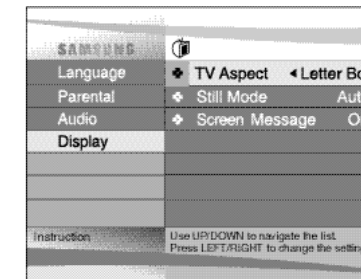 SAMSUNG
Language
Parental
Audio
Display
TV Aspect Letter Bo
Still Mode Aut
Screen Message O
Instruction
Use UP/DOWN to navigate the list.
Press LEFT/RIGHT to change the setting